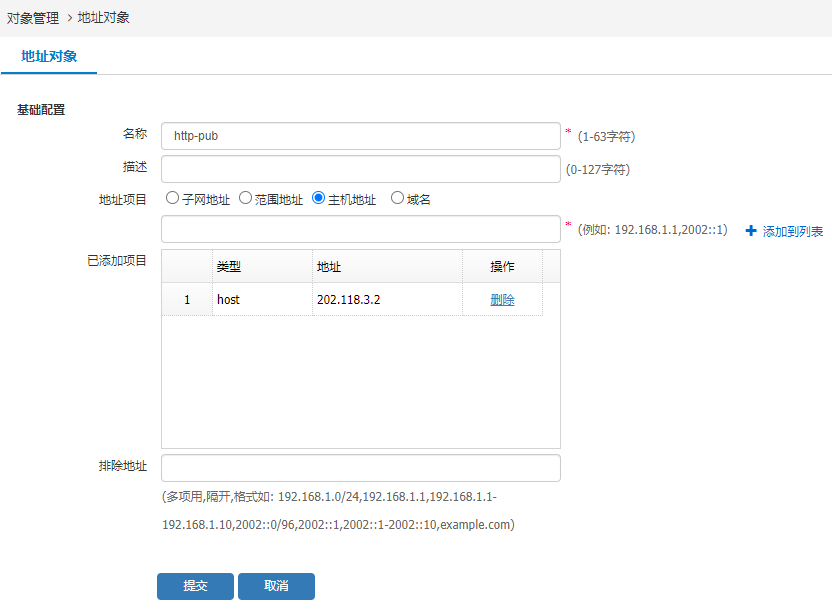 对象管理 > 地址对象
地址对象
基础配置
名称 http-pub * (1-63字符)
描述 (0-127字符)
地址项目 子网地址 范围地址 主机地址 域名
* (例如: 192.168.1.1,2002::1) + 添加到列表
已添加项目 类型 地址 操作
1 host 202.118.3.2 删除
排除地址
(多项用,隔开,格式如: 192.168.1.0/24,192.168.1.1,192.168.1.1-
192.168.1.10,2002::0/96,2002::1,2002::1-2002::10,example.com)
提交 取消